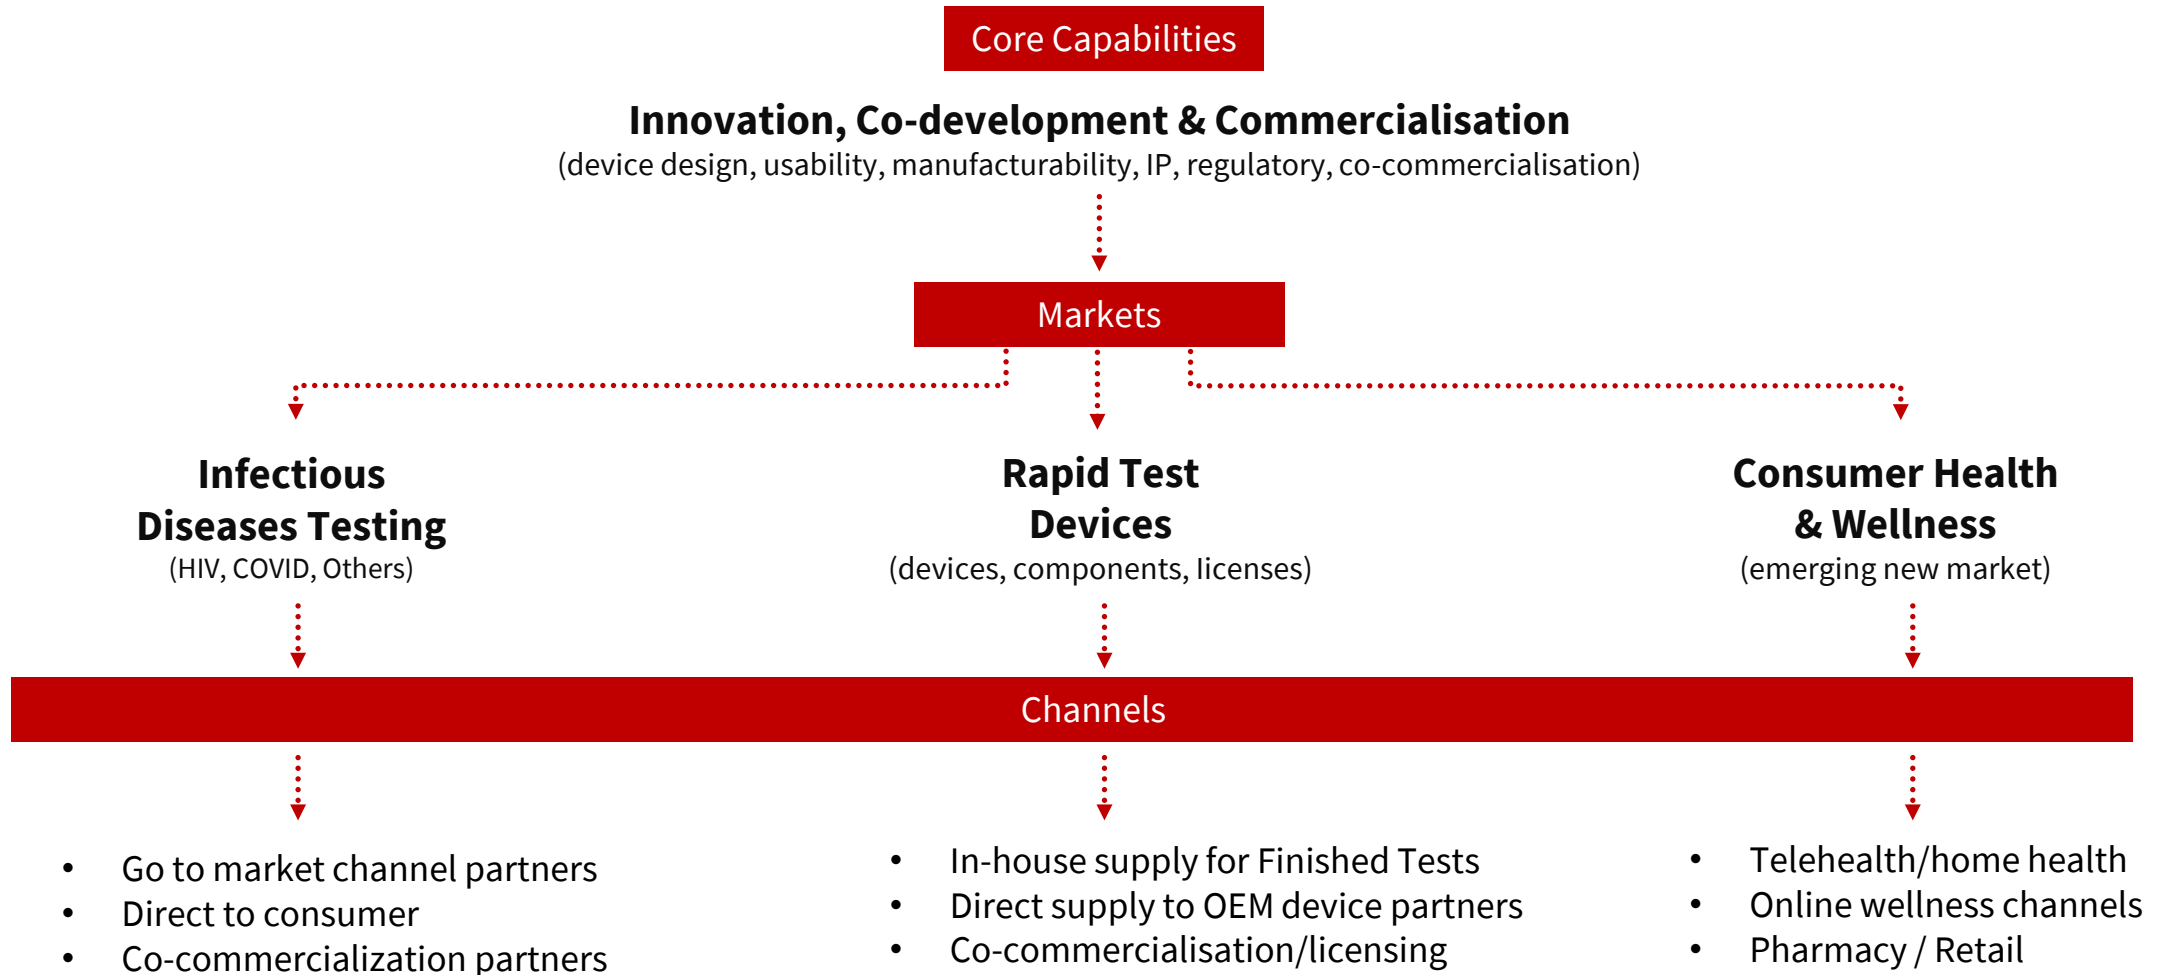 Core Capabilities
Innovation, Co-development & Commercialisation
(device design, usability, manufacturability, IP, regulatory, co-commercialisation)
Markets
Infectious
Diseases Testing
(HIV, COVID, Others)
Rapid Test
Devices
(devices, components, licenses)
Consumer Health
& Wellness
(emerging new market)
Channels
• Go to market channel partners
• Direct to consumer
• Co-commercialization partners
• In-house supply for Finished Tests
• Direct supply to OEM device partners
• Co-commercialisation/licensing
• Telehealth/home health
• Online wellness channels
• Pharmacy / Retail